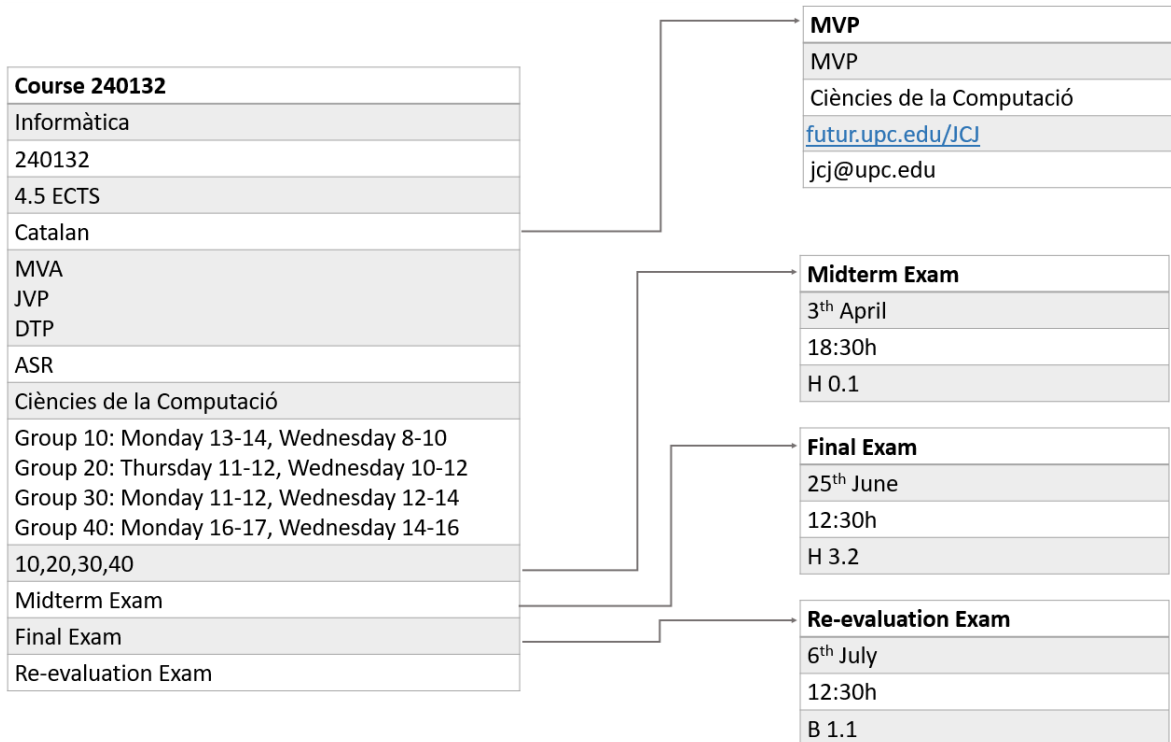 Course 240132
Informàtica
240132
4.5 ECTS
Catalan
MVA
JVP
DTP
ASR
Ciències de la Computació
Group 10: Monday 13-14, Wednesday 8-10
Group 20: Thursday 11-12, Wednesday 10-12
Group 30: Monday 11-12, Wednesday 12-14
Group 40: Monday 16-17, Wednesday 14-16
10,20,30,40
Midterm Exam
Final Exam
Re-evaluation Exam
MVP
MVP
Ciències de la Computació
futur.upc.edu/JCJ
jcj@upc.edu
Midterm Exam
3th April
18:30h
H 0.1
Final Exam
25th June
12:30h
H 3.2
Re-evaluation Exam
6th July
12:30h
B 1.1